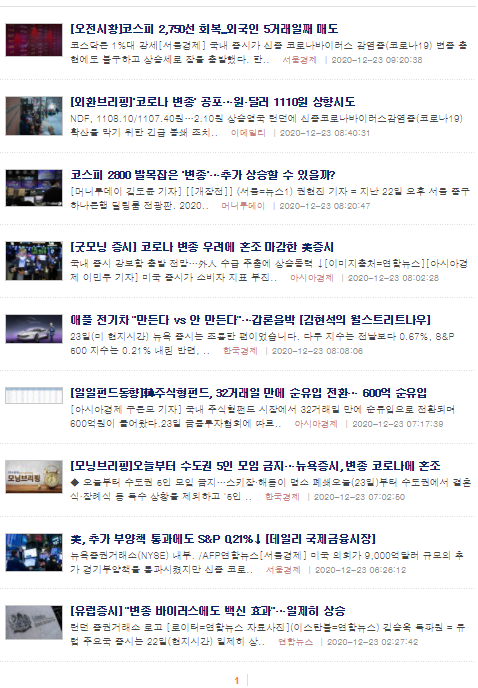 [오전시황]코스피 2,750선 회복…외국인 5거래일째 매도
코스닥도 1%대 강세[서울경제] 국내 증시가 신종 코로나바이러스 감염증(코로나19) 변종 출
현에도 불구하고 상승세로 장을 출발했다. 한.. 서울경제 | 2020-12-23 09:20:38
[외환브리핑]'코로나 변종' 공포…원·달러 1110원 상향시도
NDF, 1108.10/1107.40원…2.10원 상승영국 런던에 신종코로나바이러스감염증(코로나19)
확산을 막기 위한 긴급 봉쇄 조치.. 이데일리 | 2020-12-23 08:40:31
코스피 2800 발목잡은 '변종'…추가 상승할 수 있을까?
[머니투데이 김도윤 기자] [[개장전]] (서울=뉴스1) 권현진 기자 = 지난 22일 오후 서울 중구
하나은행 딜링룸 전광판. 2020.. 머니투데이 | 2020-12-23 08:20:47
[굿모닝 증시] 코로나 변종 우려에 혼조 마감한 美증시
국내 증시 강보합 출발 전망…외人 수급 주춤에 상승동력 ↓[이미지출처=연합뉴스][아시아경
제 이민우 기자] 미국 증시가 소비자 지표 부진.. 아시아경제 | 2020-12-23 08:02:28
애플 전기차 "만든다 vs 안 만든다"…갑론을박 [김현석의 월스트리트나우]
23일(미 현지시간) 뉴욕 증시는 조용한 편이었습니다. 다우 지수는 전날보다 0.67%, S&P
500 지수는 0.21% 내린 반면, .. 한국경제 | 2020-12-23 08:08:06
[일일펀드동향]韓주식형펀드, 32거래일 만에 순유입 전환… 600억 순유입
[아시아경제 구은모 기자] 국내 주식형펀드 시장에서 32거래일 만에 순유입으로 전환되며
600억원이 들어왔다.23일 금융투자협회에 따르.. 아시아경제 | 2020-12-23 07:17:39
[모닝브리핑]오늘부터 수도권 5인 모임 금지…뉴욕증시, 변종 코로나에 혼조
◆ 오늘부터 수도권 5인 모임 금지…스키장·해돋이 명소 폐쇄오늘(23일)부터 수도권에서 결혼
식·장례식 등 특수 상황를 제외하고 '5인 .. 한국경제 | 2020-12-23 07:02:50
美, 추가 부양책 통과에도 S&P 0.21%↓ [데일리 국제금융시장]
뉴욕증권거래소(NYSE) 내부. /AFP연합뉴스[서울경제] 미국 의회가 9,000억달러 규모의 추
가 경기부양책을 통과시켰지만 신종 코로.. 서울경제 | 2020-12-23 06:26:12
[유럽증시] "변종 바이러스에도 백신 효과"…일제히 상승
런던 증권거래소 로고 [로이터=연합뉴스 자료사진](이스탄불=연합뉴스) 김승욱 특파원 = 유
럽 주요국 증시는 22일(현지시간) 일제히 상.. 연합뉴스 | 2020-12-23 02:27:42
모닝브리핑
1